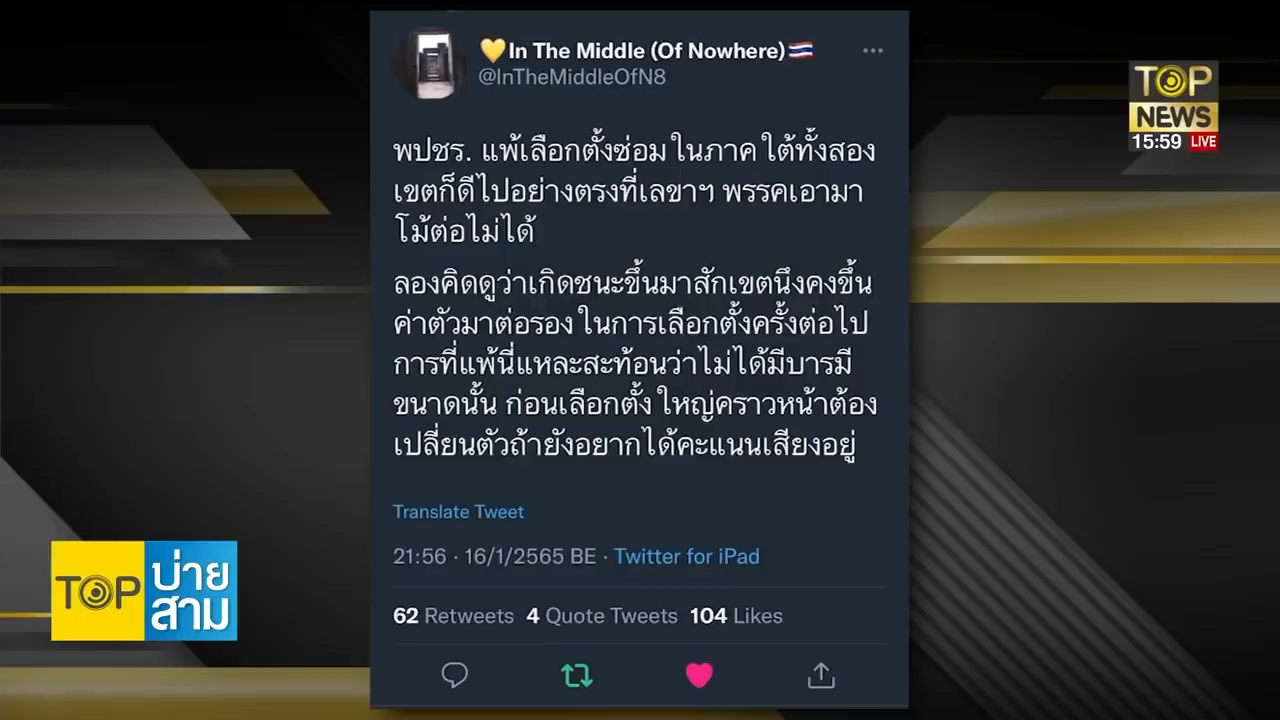 💛In The Middle (Of Nowhere)🇹🇭
@InTheMiddleOfN8
TOP
NEWS
15:59 LIVE
พปชร. แพ้เลือกตั้งซ่อมในภาคใต้ทั้งสอง
เขตก็ดีไปอย่างตรงที่เลขาฯ พรรคเอามา
โม้ต่อไม่ได้
ลองคิดดูว่าเกิดชนะขึ้นมาสักเขตนึงคงขึ้น
ค่าตัวมาต่อรองในการเลือกตั้งครั้งต่อไป
การที่แพ้นี่แหละสะท้อนว่าไม่ได้มีบารมี
ขนาดนั้น ก่อนเลือกตั้งใหญ่คราวหน้าต้อง
เปลี่ยนตัวถ้ายังอยากได้คะแนนเสียงอยู่
Translate Tweet
21:56 · 16/1/2565 BE · Twitter for iPad
62 Retweets 4 Quote Tweets 104 Likes
TOP บ่าย
สาม